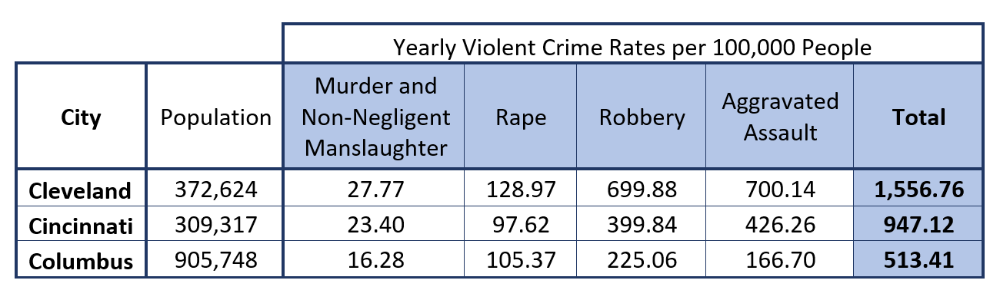 Yearly Violent Crime Rates per 100,000 People
City Population Murder and Non-Negligent Manslaughter Rape Robbery Aggravated Assault Total
Cleveland 372,624 27.77 128.97 699.88 700.14 1,556.76
Cincinnati 309,317 23.40 97.62 399.84 426.26 947.12
Columbus 905,748 16.28 105.37 225.06 166.70 513.41